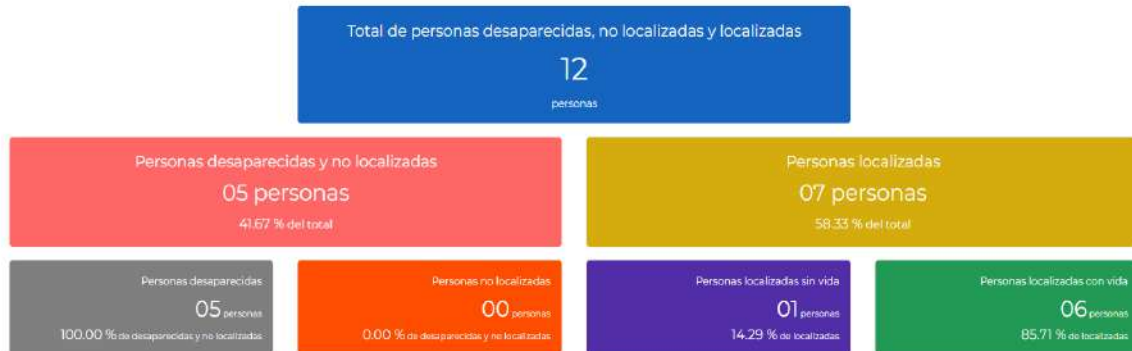 Total de personas desaparecidas, no localizadas y localizadas
12
personas
Personas desaparecidas y no localizadas
05 personas
41.67 % del total
Personas localizadas
07 personas
58.33 % del total
Personas desaparecidas
05 personas
100.00 % de desaparecidas y no localizadas
Personas no localizadas
00 personas
0.00 % de desaparecidas y no localizadas
Personas localizadas sin vida
01 personas
14.29 % de localizadas
Personas localizadas con vida
06 personas
85.71 % de localizadas